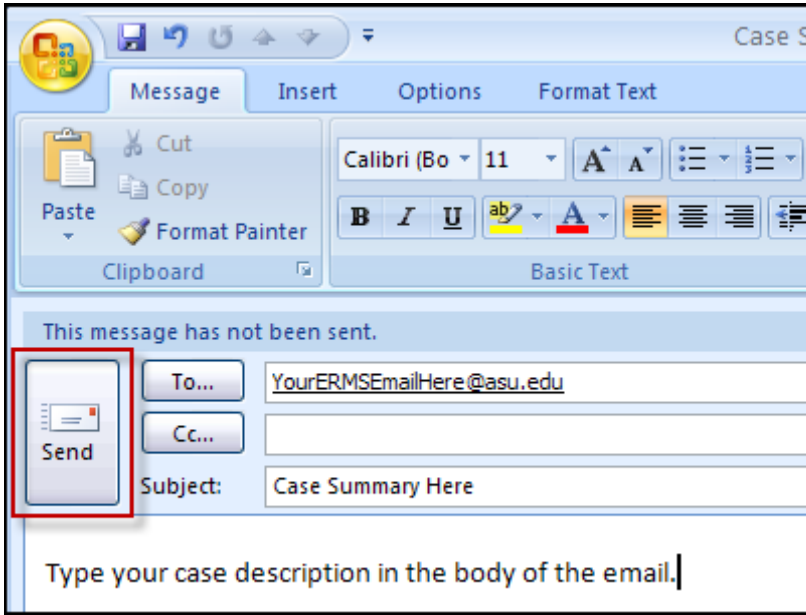 Case S
Message Insert Options Format Text
Paste
Cut
Copy
Format Painter
Clipboard
Calibri (Bo 11 A A
B I U ab A
Basic Text
This message has not been sent.
Send
To... YourERMSEmailHere@asu.edu
Cc...
Subject: Case Summary Here
Type your case description in the body of the email.